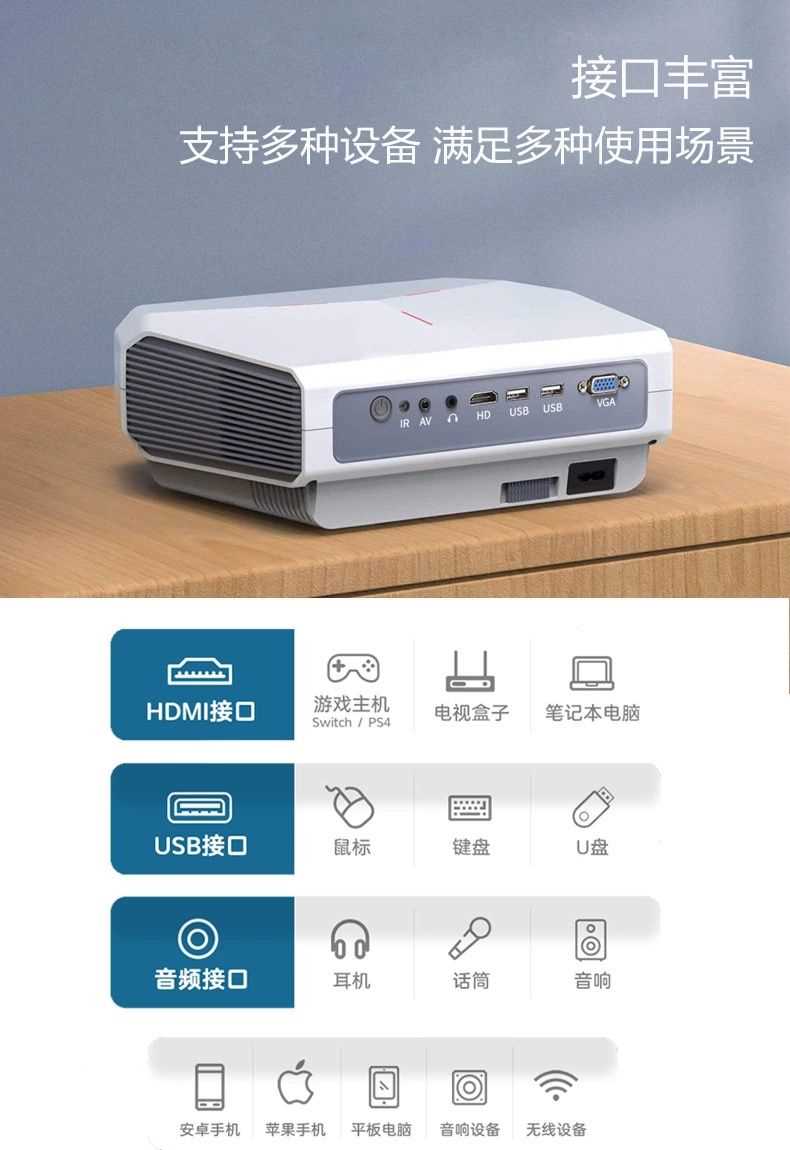 接口丰富
支持多种设备 满足多种使用场景
IR AV HD USB USB VGA
HDMI接口
游戏主机
Switch / PS4
电视盒子
笔记本电脑
USB接口
鼠标
键盘
U盘
音频接口
耳机
话筒
音响
安卓手机
苹果手机
平板电脑
音响设备
无线设备